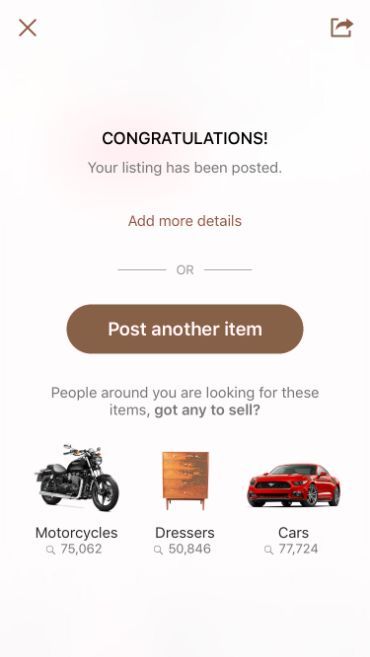 CONGRATULATIONS!
Your listing has been posted.
Add more details
OR
Post another item
People around you are looking for these
items, got any to sell?
Motorcycles
75,062
Dressers
50,846
Cars
77,724